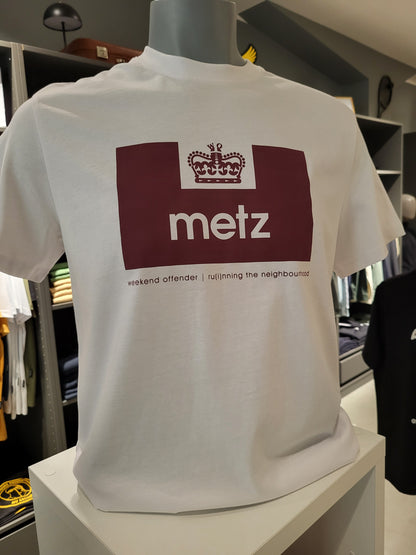 metz
weekend offender | ru(i)nning the neighbourhood